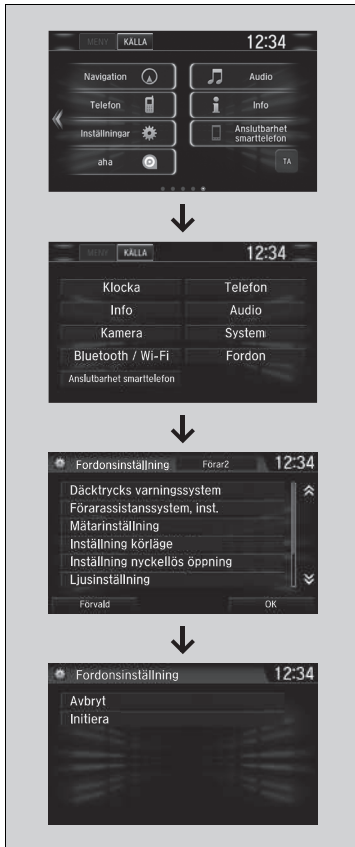 MENY KÄLLA 12:34
Navigation Audio
Telefon Info
Inställningar Anslutbarhet smarttelefon
aha TA
MENY KÄLLA 12:34
Klocka Telefon
Info Audio
Kamera System
Bluetooth / Wi-Fi Fordon
Anslutbarhet smarttelefon
Fordonsinställning Förar2 12:34
Däcktrycks varningssystem
Förarassistanssystem, inst.
Mätarinställning
Inställning körläge
Inställning nyckellös öppning
Ljusinställning
Förvald OK
Fordonsinställning 12:34
Avbryt
Initiera